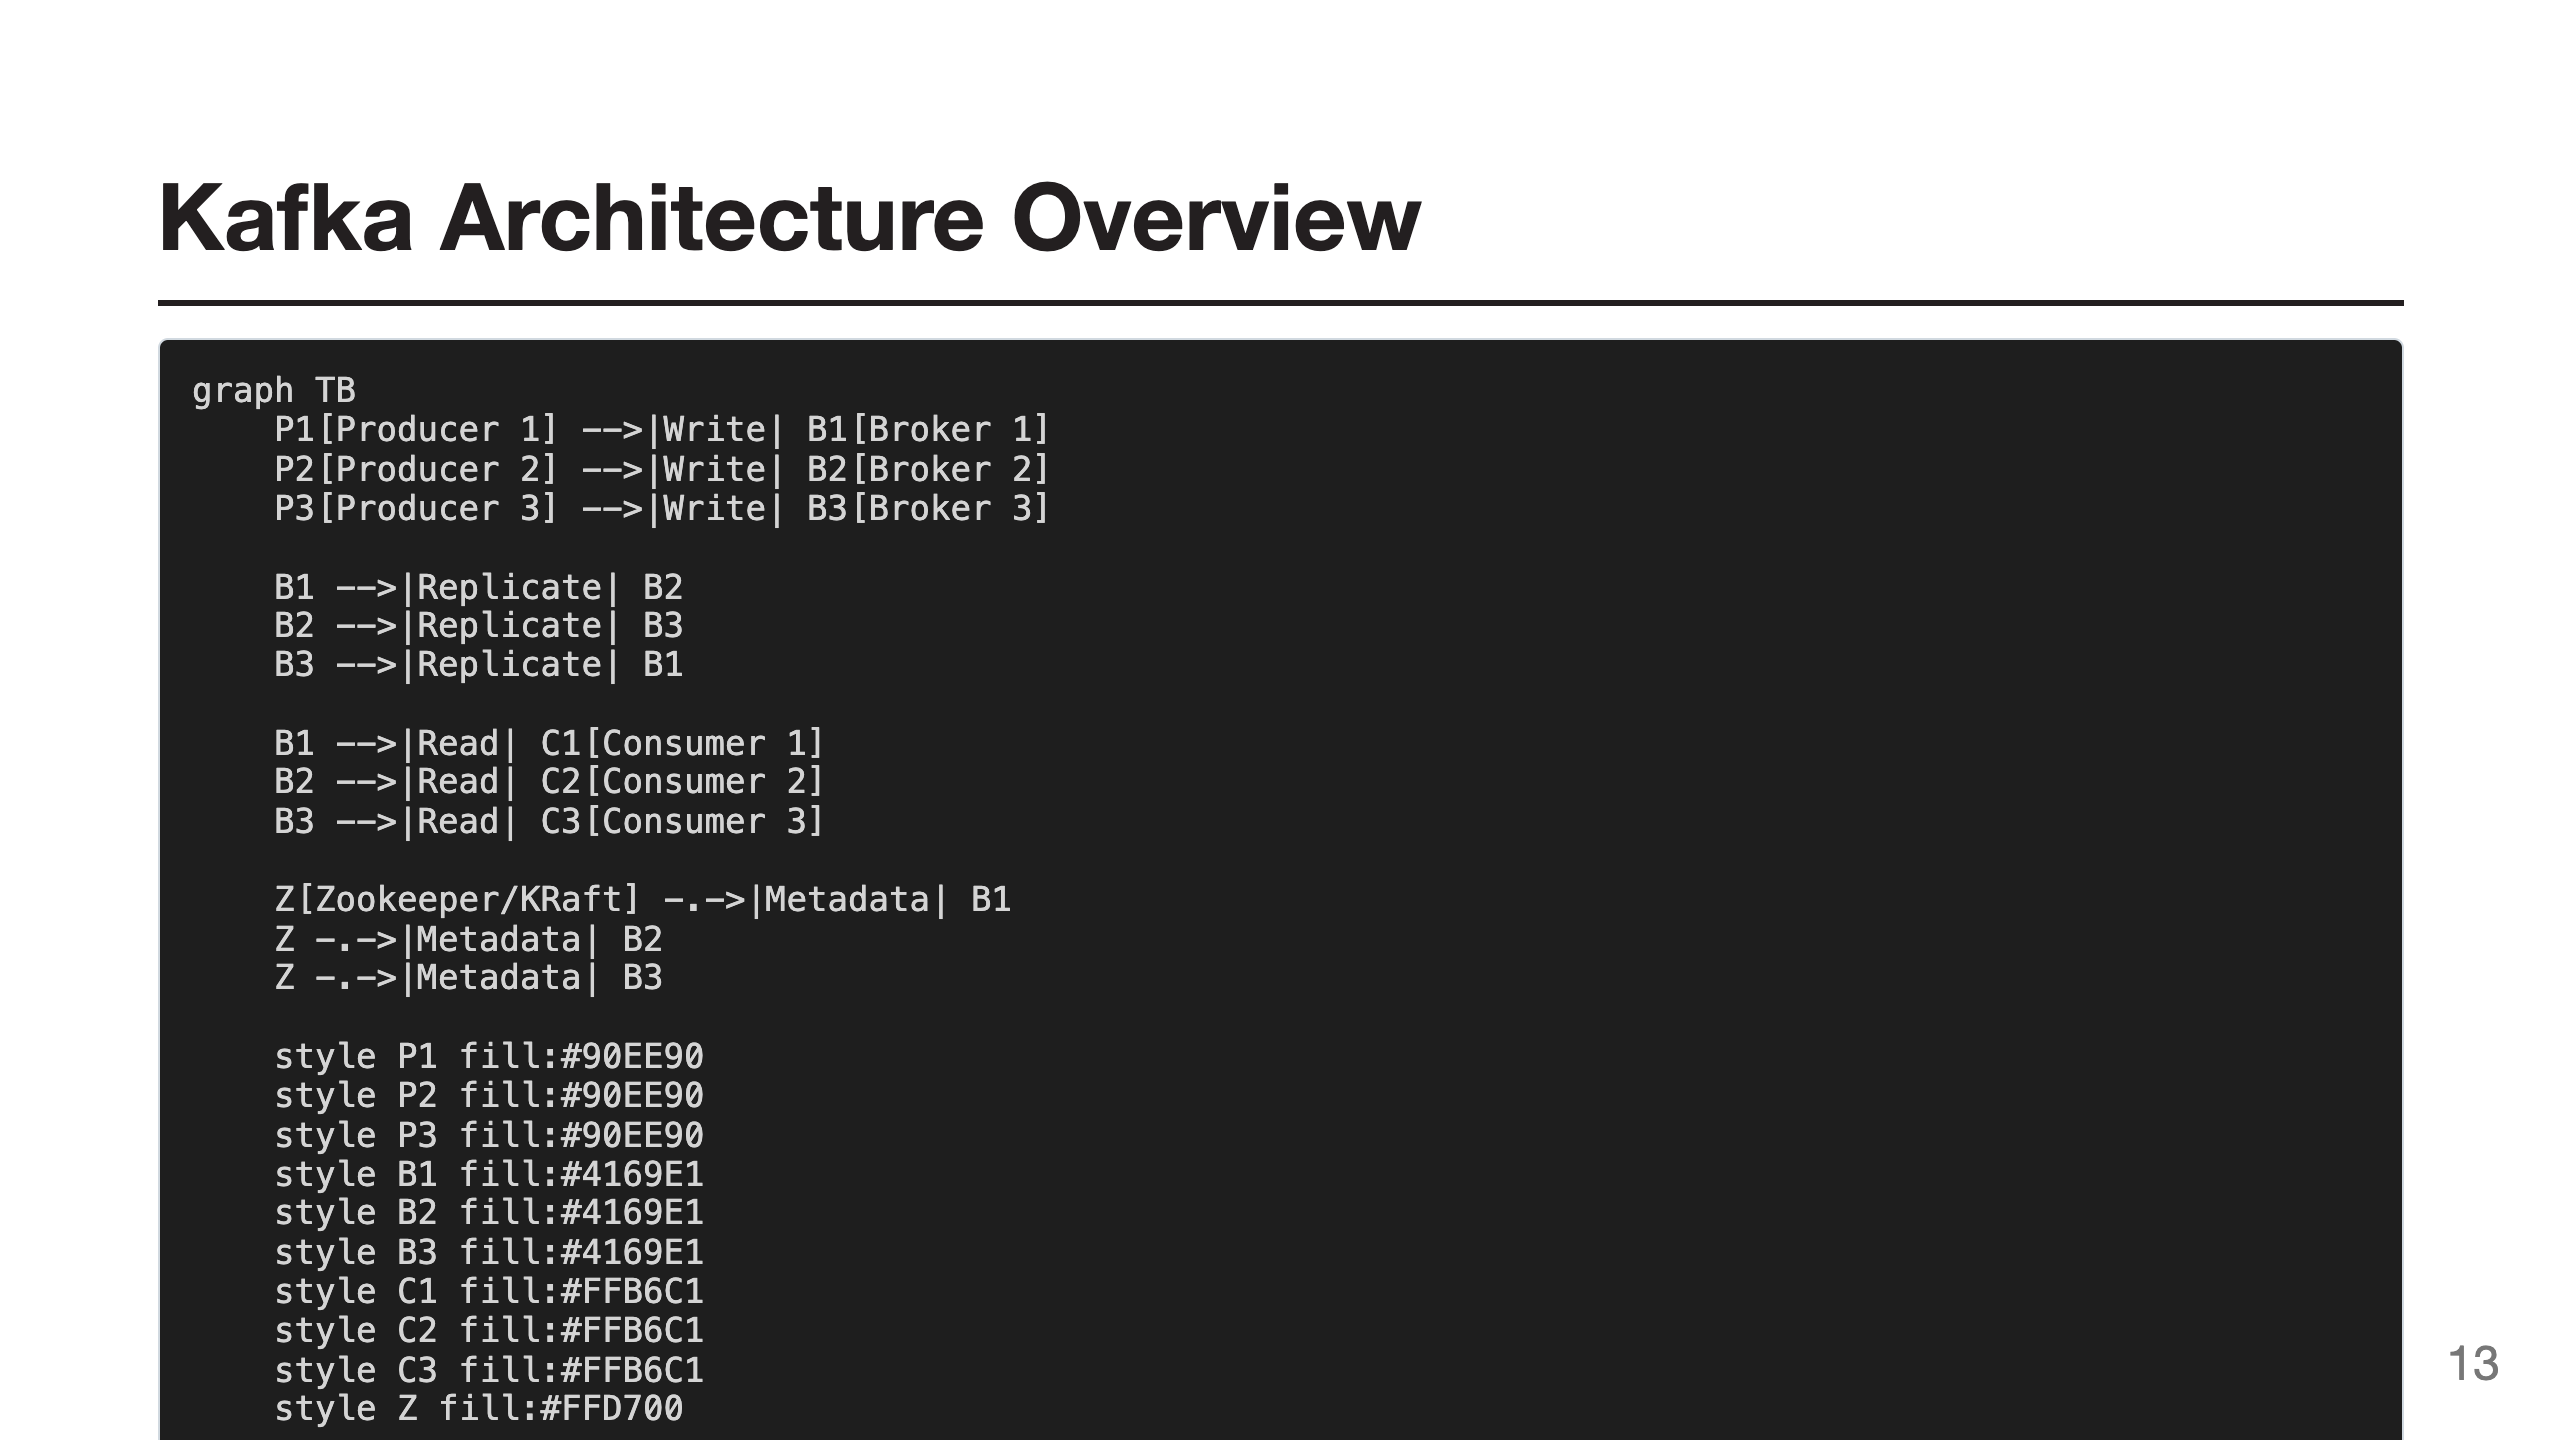 Kafka Architecture Overview
graph TB
    P1[Producer 1] -->|Write| B1[Broker 1]
    P2[Producer 2] -->|Write| B2[Broker 2]
    P3[Producer 3] -->|Write| B3[Broker 3]
    B1 -->|Replicate| B2
    B2 -->|Replicate| B3
    B3 -->|Replicate| B1
    B1 -->|Read| C1[Consumer 1]
    B2 -->|Read| C2[Consumer 2]
    B3 -->|Read| C3[Consumer 3]
    Z[Zookeeper/KRaft] -.->|Metadata| B1
    Z -.->|Metadata| B2
    Z -.->|Metadata| B3
    style P1 fill:#90EE90
    style P2 fill:#90EE90
    style P3 fill:#90EE90
    style B1 fill:#4169E1
    style B2 fill:#4169E1
    style B3 fill:#4169E1
    style C1 fill:#FFB6C1
    style C2 fill:#FFB6C1
    style C3 fill:#FFB6C1
    style Z fill:#FFD700
13